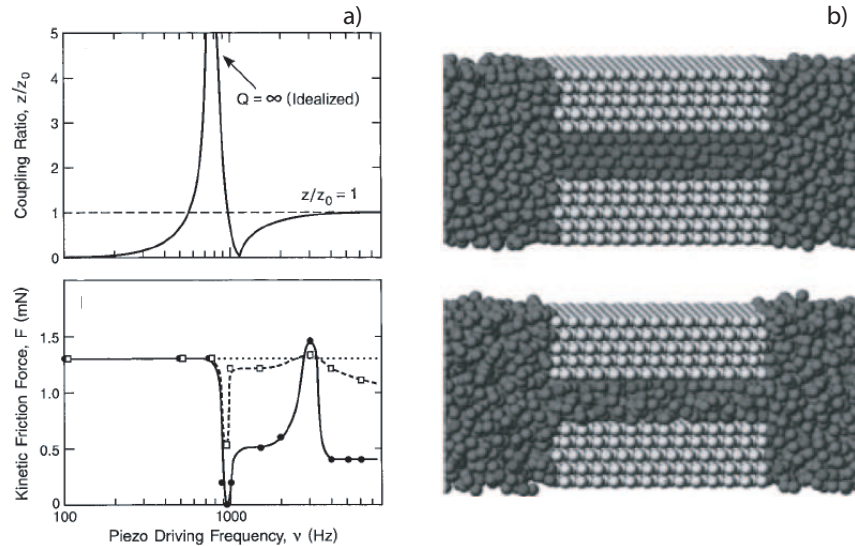 a)
b)
5
4
3
2
1
0
Coupling Ratio, z/z₀
Q = ∞ (Idealized)
z/z₀ = 1
1.5
1.0
0.5
0
Kinetic Friction Force, F (mN)
100
1000
Piezo Driving Frequency, ν (Hz)